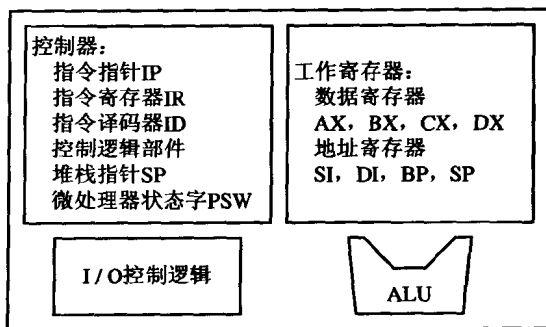 控制器：
指令指针IP
指令寄存器IR
指令译码器ID
控制逻辑部件
堆栈指针SP
微处理器状态字PSW
工作寄存器：
数据寄存器
AX，BX，CX，DX
地址寄存器
SI，DI，BP，SP
I/O控制逻辑
ALU